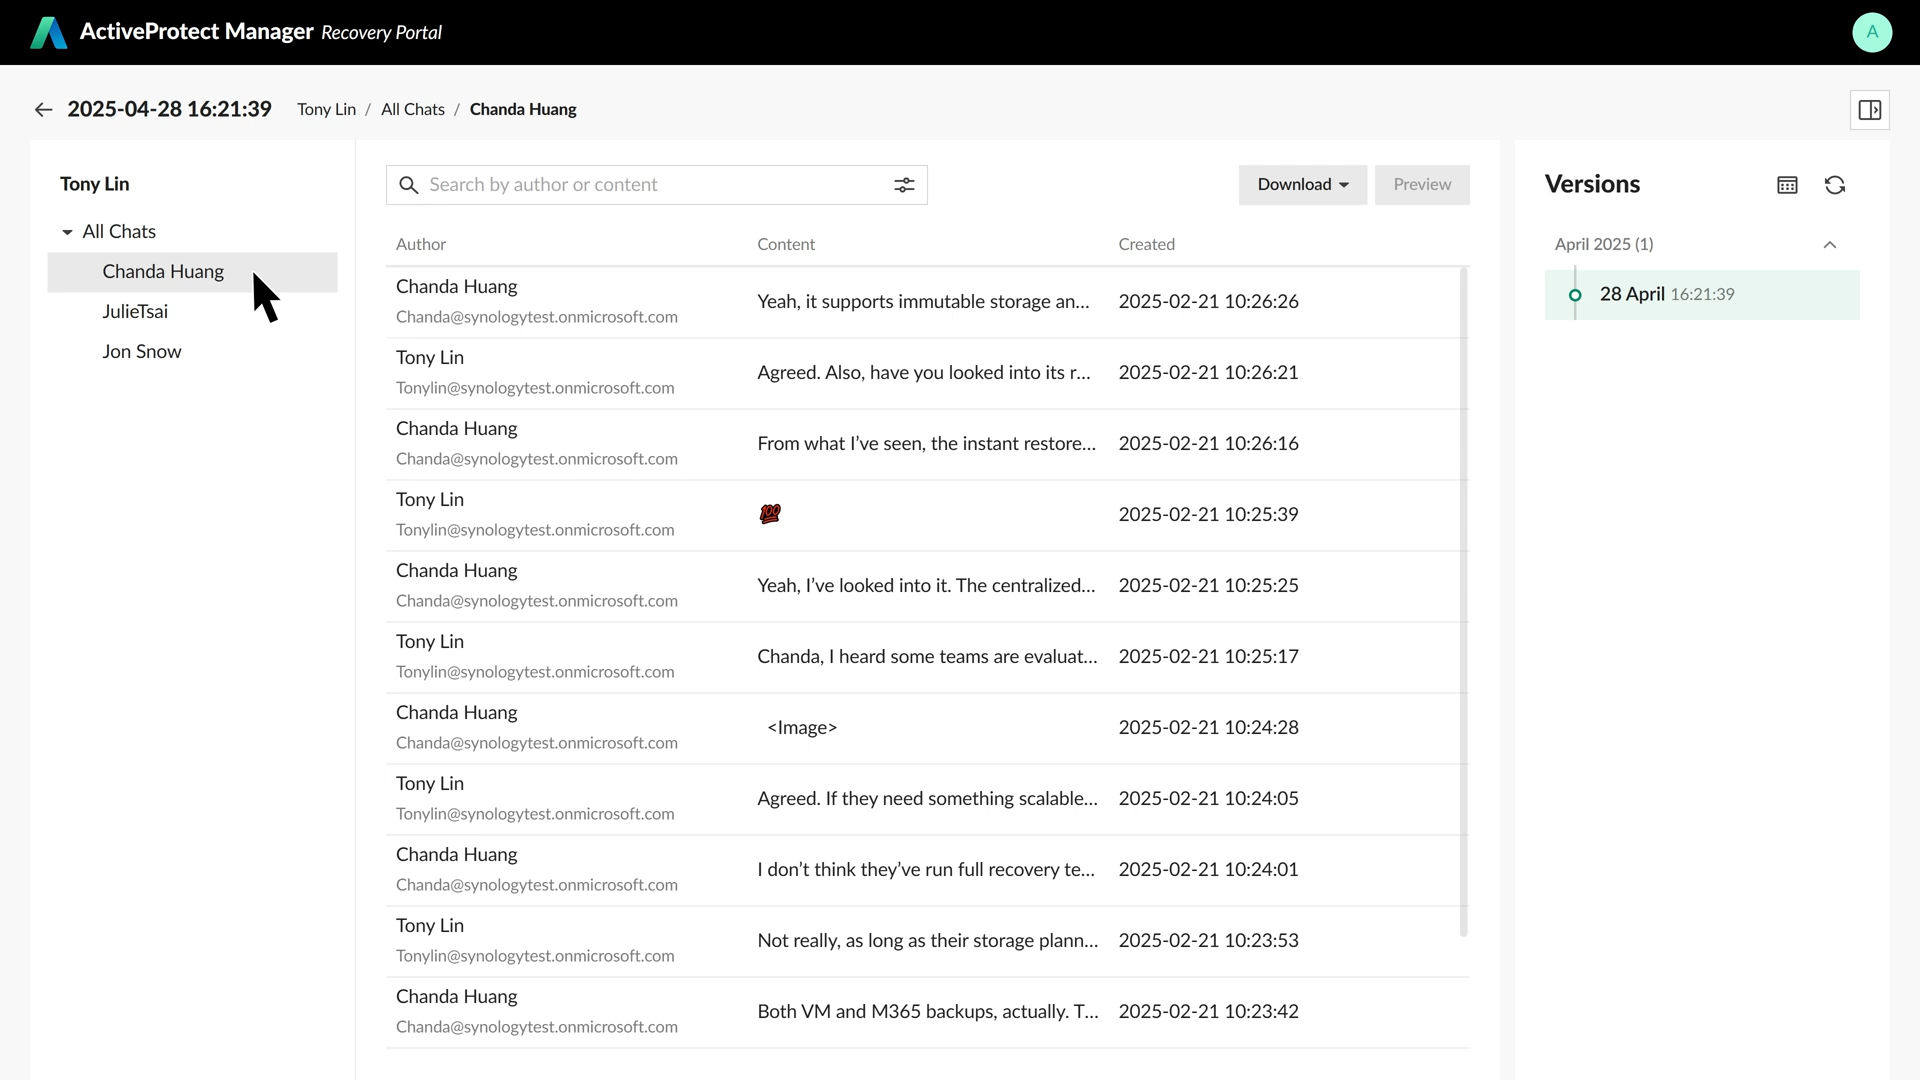 ActiveProtect Manager Recovery Portal
A
2025-04-28 16:21:39 Tony Lin / All Chats / Chanda Huang
Tony Lin
All Chats
Chanda Huang
JulieTsai
Jon Snow
Search by author or content
Download
Preview
Author Content Created
Chanda Huang
Chanda@synologytest.onmicrosoft.com
Yeah, it supports immutable storage an...
2025-02-21 10:26:26
Tony Lin
Tonylin@synologytest.onmicrosoft.com
Agreed. Also, have you looked into its r...
2025-02-21 10:26:21
Chanda Huang
Chanda@synologytest.onmicrosoft.com
From what I’ve seen, the instant restore...
2025-02-21 10:26:16
Tony Lin
Tonylin@synologytest.onmicrosoft.com
💯
2025-02-21 10:25:39
Chanda Huang
Chanda@synologytest.onmicrosoft.com
Yeah, I’ve looked into it. The centralized...
2025-02-21 10:25:25
Tony Lin
Tonylin@synologytest.onmicrosoft.com
Chanda, I heard some teams are evaluat...
2025-02-21 10:25:17
Chanda Huang
Chanda@synologytest.onmicrosoft.com
<Image>
2025-02-21 10:24:28
Tony Lin
Tonylin@synologytest.onmicrosoft.com
Agreed. If they need something scalable...
2025-02-21 10:24:05
Chanda Huang
Chanda@synologytest.onmicrosoft.com
I don’t think they’ve run full recovery te...
2025-02-21 10:24:01
Tony Lin
Tonylin@synologytest.onmicrosoft.com
Not really, as long as their storage plann...
2025-02-21 10:23:53
Chanda Huang
Chanda@synologytest.onmicrosoft.com
Both VM and M365 backups, actually. T...
2025-02-21 10:23:42
Versions
April 2025 (1)
28 April 16:21:39